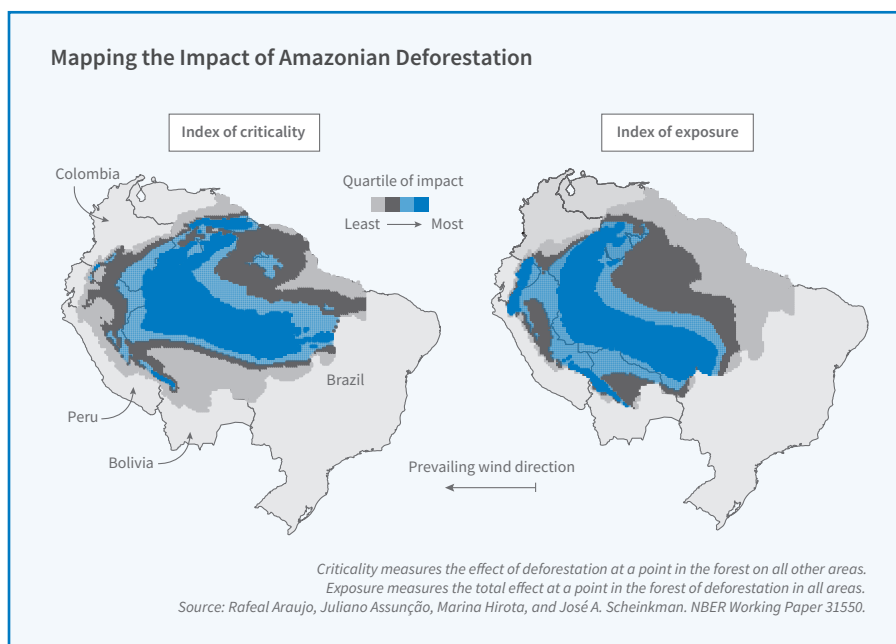 Mapping the Impact of Amazonian Deforestation
Index of criticality
Index of exposure
Colombia
Quartile of impact
Least
Most
Brazil
Peru
Bolivia
Prevailing wind direction
Criticality measures the effect of deforestation at a point in the forest on all other areas.
Exposure measures the total effect at a point in the forest of deforestation in all areas.
Source: Rafeal Araujo, Juliano Assunção, Marina Hirota, and José A. Scheinkman. NBER Working Paper 31550.